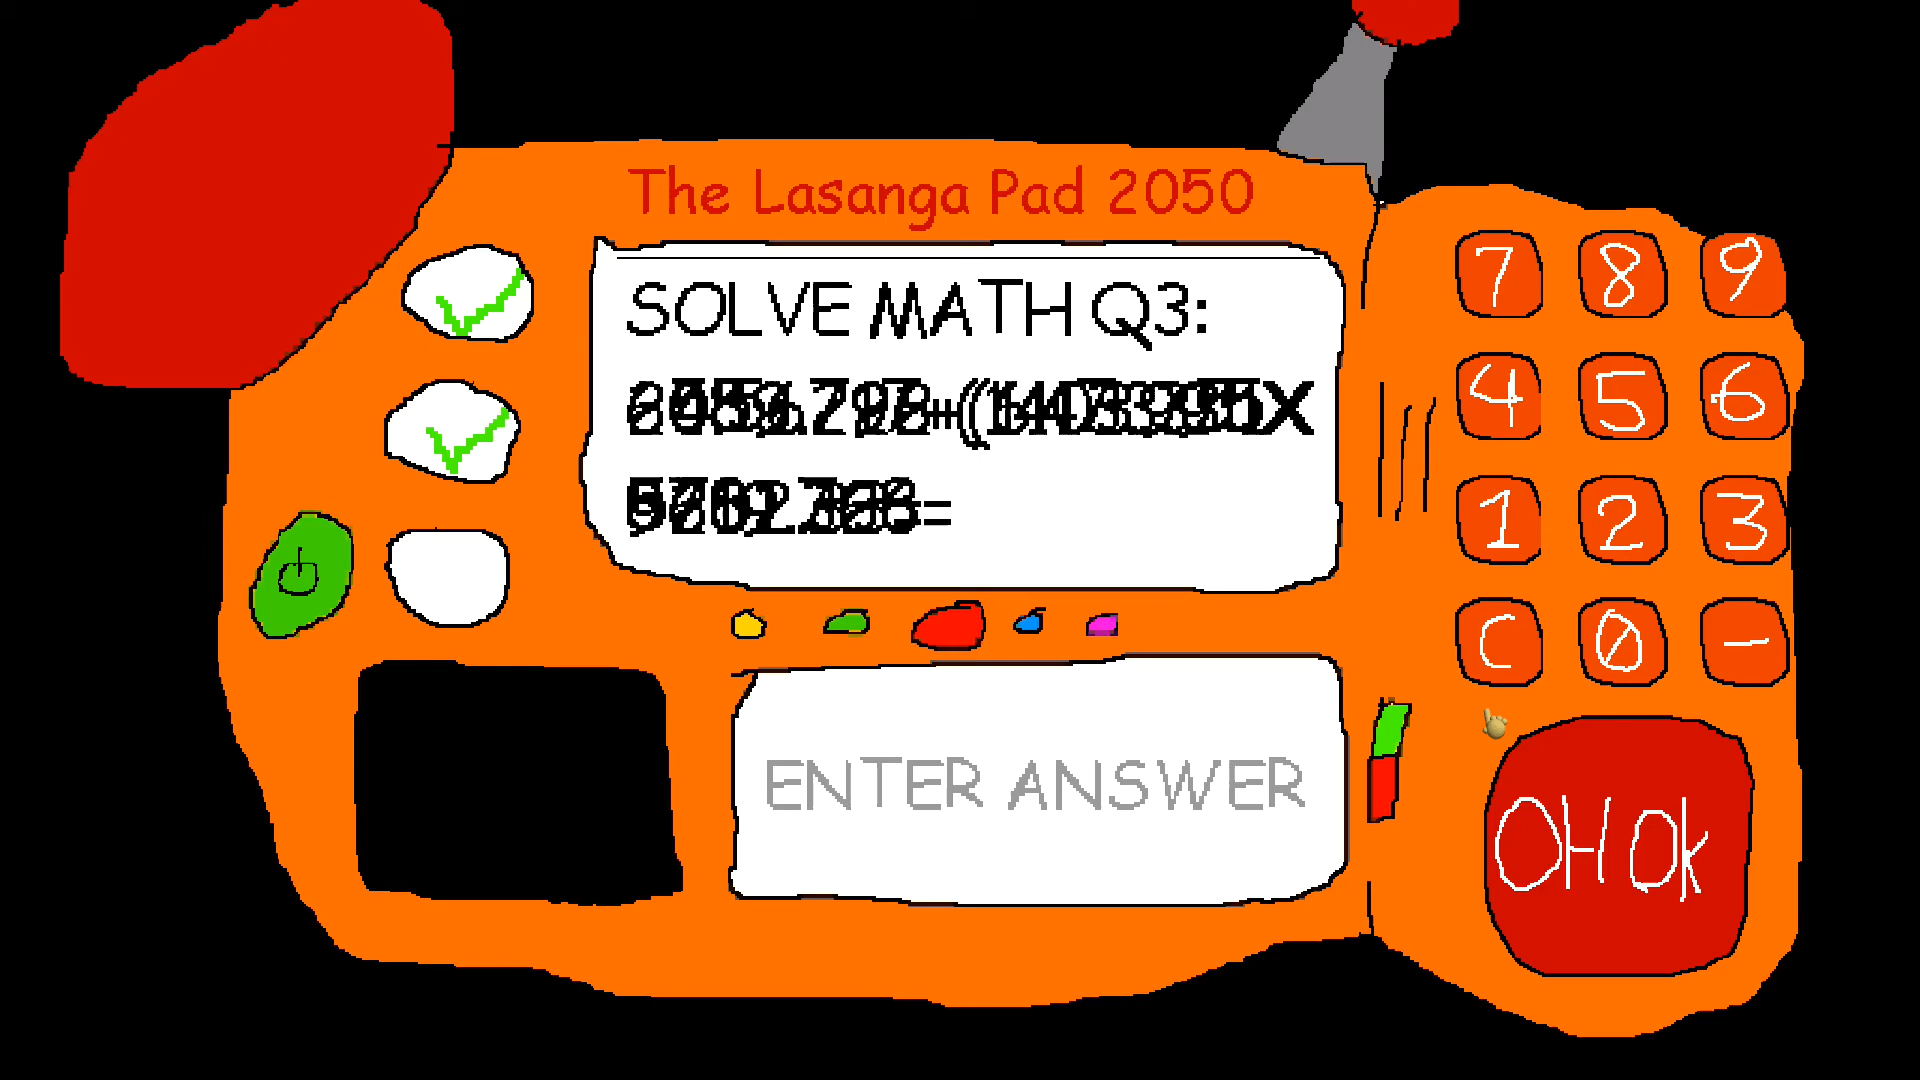 The Lasanga Pad 2050
SOLVE MATH Q3:
ENTER ANSWER
7 8 9
4 5 6
1 2 3
C 0 -
OH OK